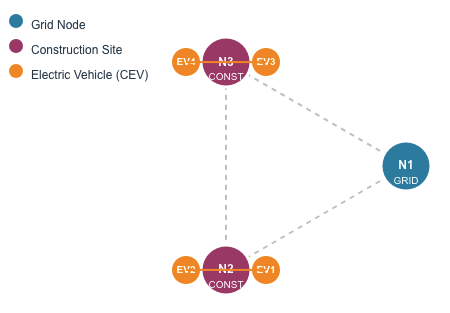 Grid Node
Construction Site
Electric Vehicle (CEV)
EV4 N3 EV3
CONST
N1
GRID
EV2 N2 EV1
CONST